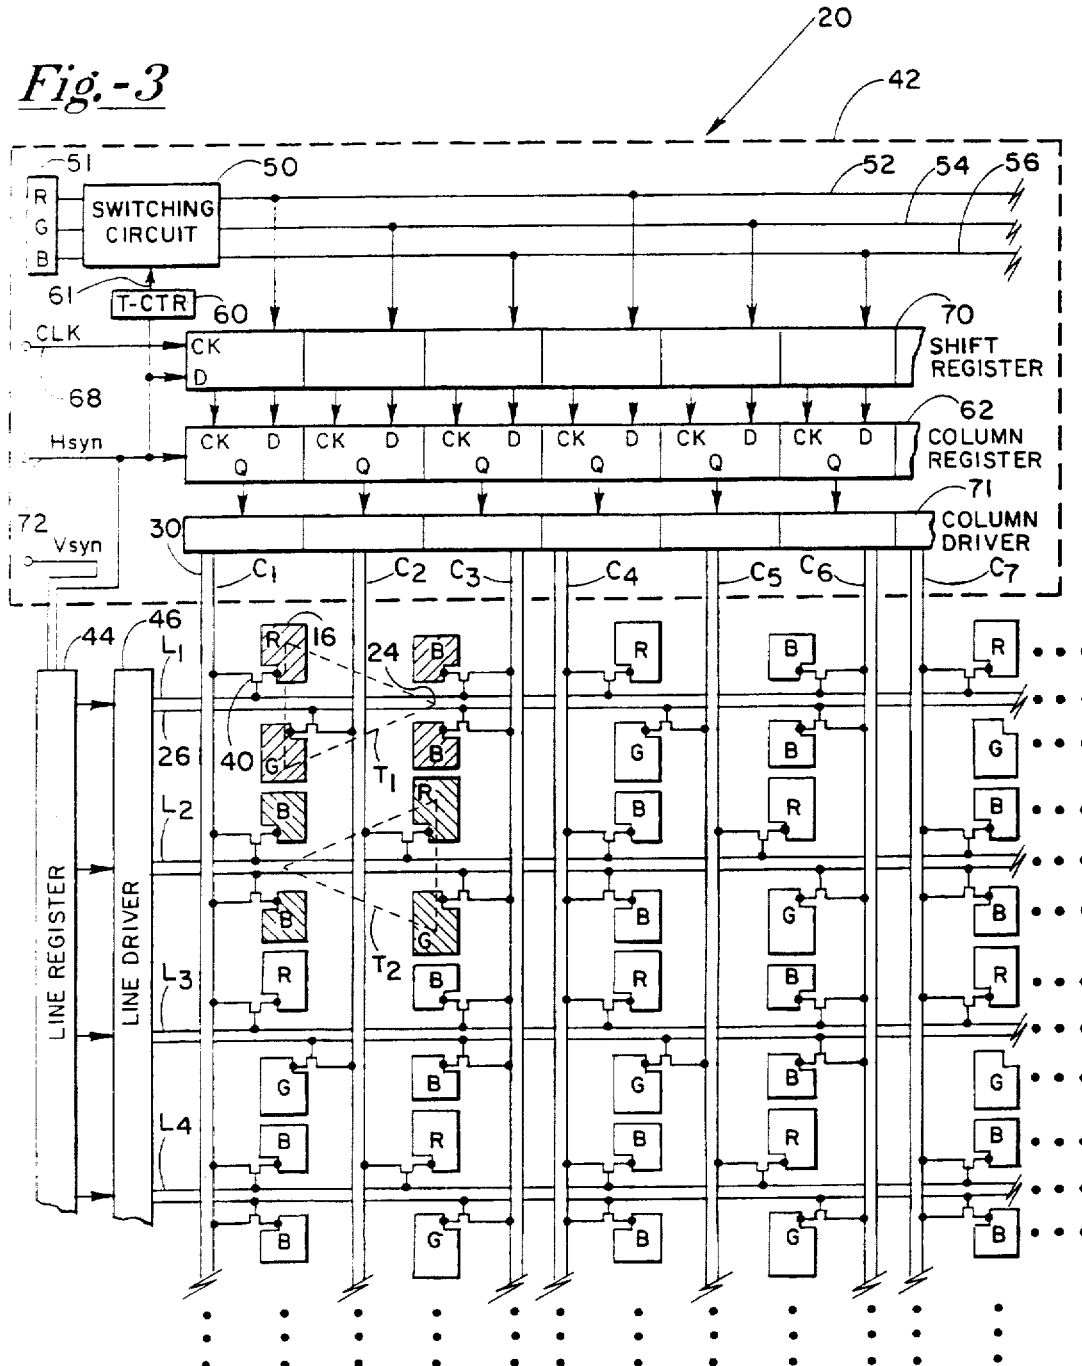 20
Fig.-3
42
51
50
52
54
56
R
G
B
SWITCHING
CIRCUIT
61
T-CTR
60
70
CLK
CK
D
SHIFT
REGISTER
68
62
Hsyn
CK D CK D CK D CK D CK D CK D
Q Q Q Q Q Q
COLUMN
REGISTER
71
72
Vsyn
30
COLUMN
DRIVER
C1 C2 C3 C4 C5 C6 C7
44
46
L1
16
24
R B R B R
40
26
G B G B G
T1
L2
B R B R B
LINE REGISTER
LINE DRIVER
B G B G B
T2
L3
R B R B R
G B G B G
L4
B R B R B
B G B G B